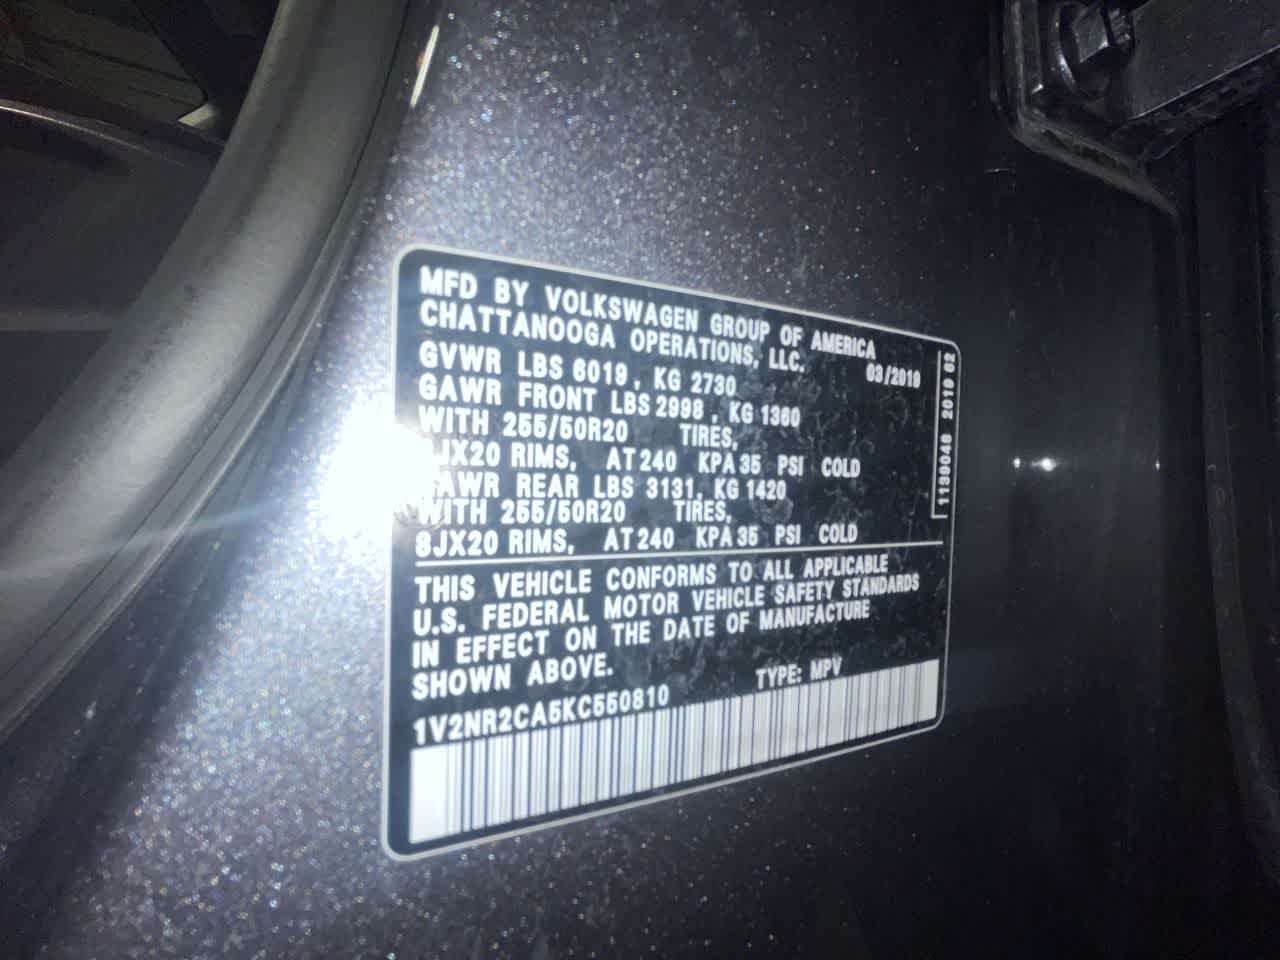 MFD BY VOLKSWAGEN GROUP OF AMERICA
CHATTANOOGA OPERATIONS, LLC.
03/2019
GVWR LBS 6019, KG 2730
GAWR FRONT LBS 2998, KG 1360
WITH 255/50R20 TIRES,
8JX20 RIMS, AT 240 KPA 35 PSI COLD
GAWR REAR LBS 3131, KG 1420
WITH 255/50R20 TIRES,
8JX20 RIMS, AT 240 KPA 35 PSI COLD
THIS VEHICLE CONFORMS TO ALL APPLICABLE
U.S. FEDERAL MOTOR VEHICLE SAFETY STANDARDS
IN EFFECT ON THE DATE OF MANUFACTURE
SHOWN ABOVE.
TYPE: MPV
1V2NR2CA5KC550810
1139048 2019 62